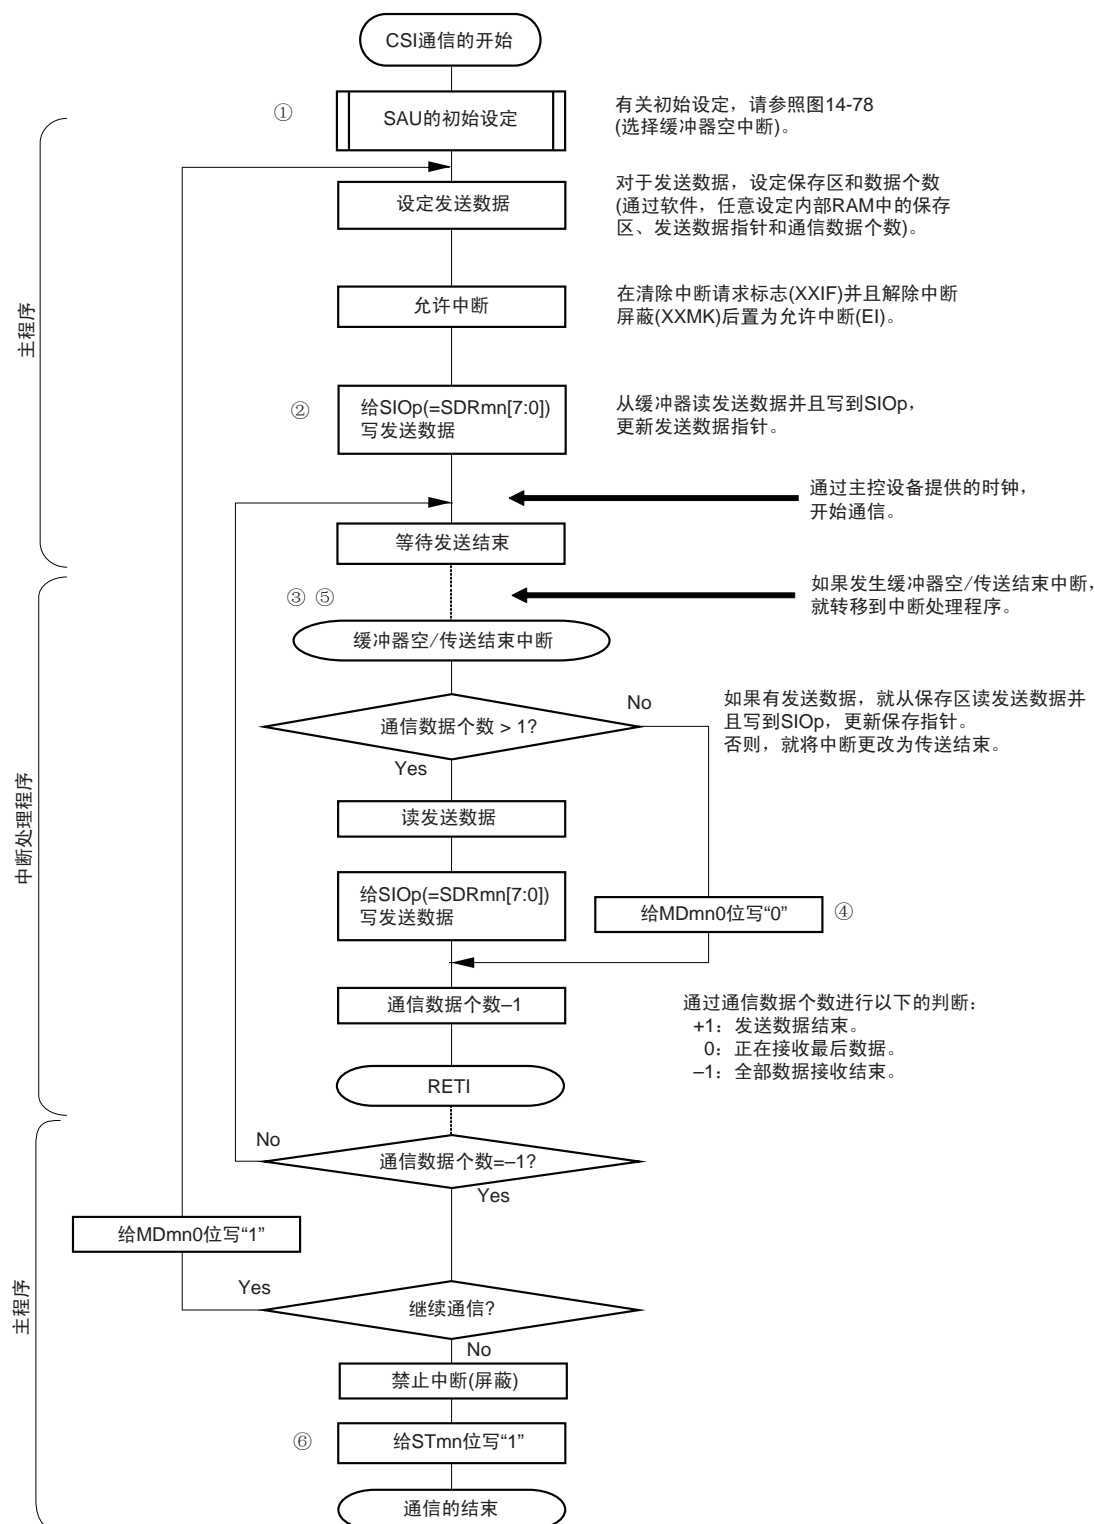 CSI通信的开始
①
SAU的初始设定
有关初始设定，请参照图14-78
(选择缓冲器空中断)。
设定发送数据
对于发送数据，设定保存区和数据个数
(通过软件，任意设定内部RAM中的保存
区、发送数据指针和通信数据个数)。
主程序
允许中断
在清除中断请求标志(XXIF)并且解除中断
屏蔽(XXMK)后置为允许中断(EI)。
②
给SIOp(=SDRmn[7:0])
写发送数据
从缓冲器读发送数据并且写到SIOp，
更新发送数据指针。
通过主控设备提供的时钟，
开始通信。
等待发送结束
③ ⑤
如果发生缓冲器空/传送结束中断，
就转移到中断处理程序。
缓冲器空/传送结束中断
通信数据个数 > 1?
No
Yes
如果有发送数据，就从保存区读发送数据并
且写到SIOp，更新保存指针。
否则，就将中断更改为传送结束。
中断处理程序
读发送数据
给SIOp(=SDRmn[7:0])
写发送数据
给MDmn0位写“0”
④
通信数据个数–1
通过通信数据个数进行以下的判断：
+1：发送数据结束。
0：正在接收最后数据。
–1：全部数据接收结束。
RETI
No
通信数据个数=–1?
Yes
给MDmn0位写“1”
主程序
Yes
继续通信?
No
禁止中断(屏蔽)
⑥
给STmn位写“1”
通信的结束